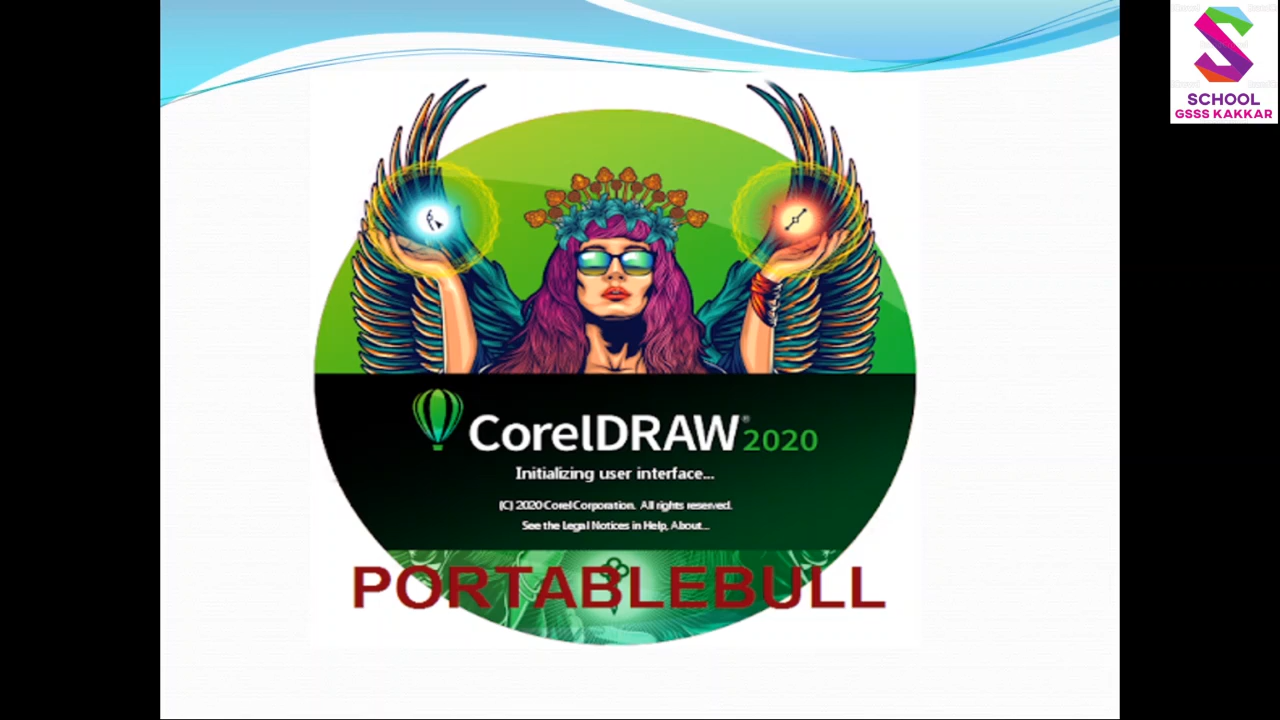 SCHOOL
GSSS KAKKAR
CorelDRAW® 2020
Initializing user interface...
(C) 2020 Corel Corporation. All rights reserved.
See the Legal Notices in Help, About...
PORTABLEBULL